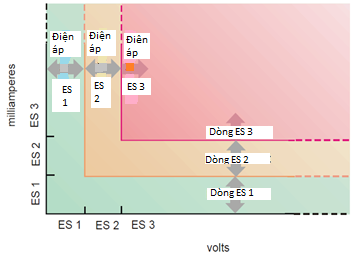 Điện áp
Điện áp
Điên áp
ES 1
ES 2
ES 3
milliamperes
ES 3
ES 2
ES 1
Dòng ES 3
Dòng ES 2
Dòng ES 1
ES 1
ES 2
ES 3
volts